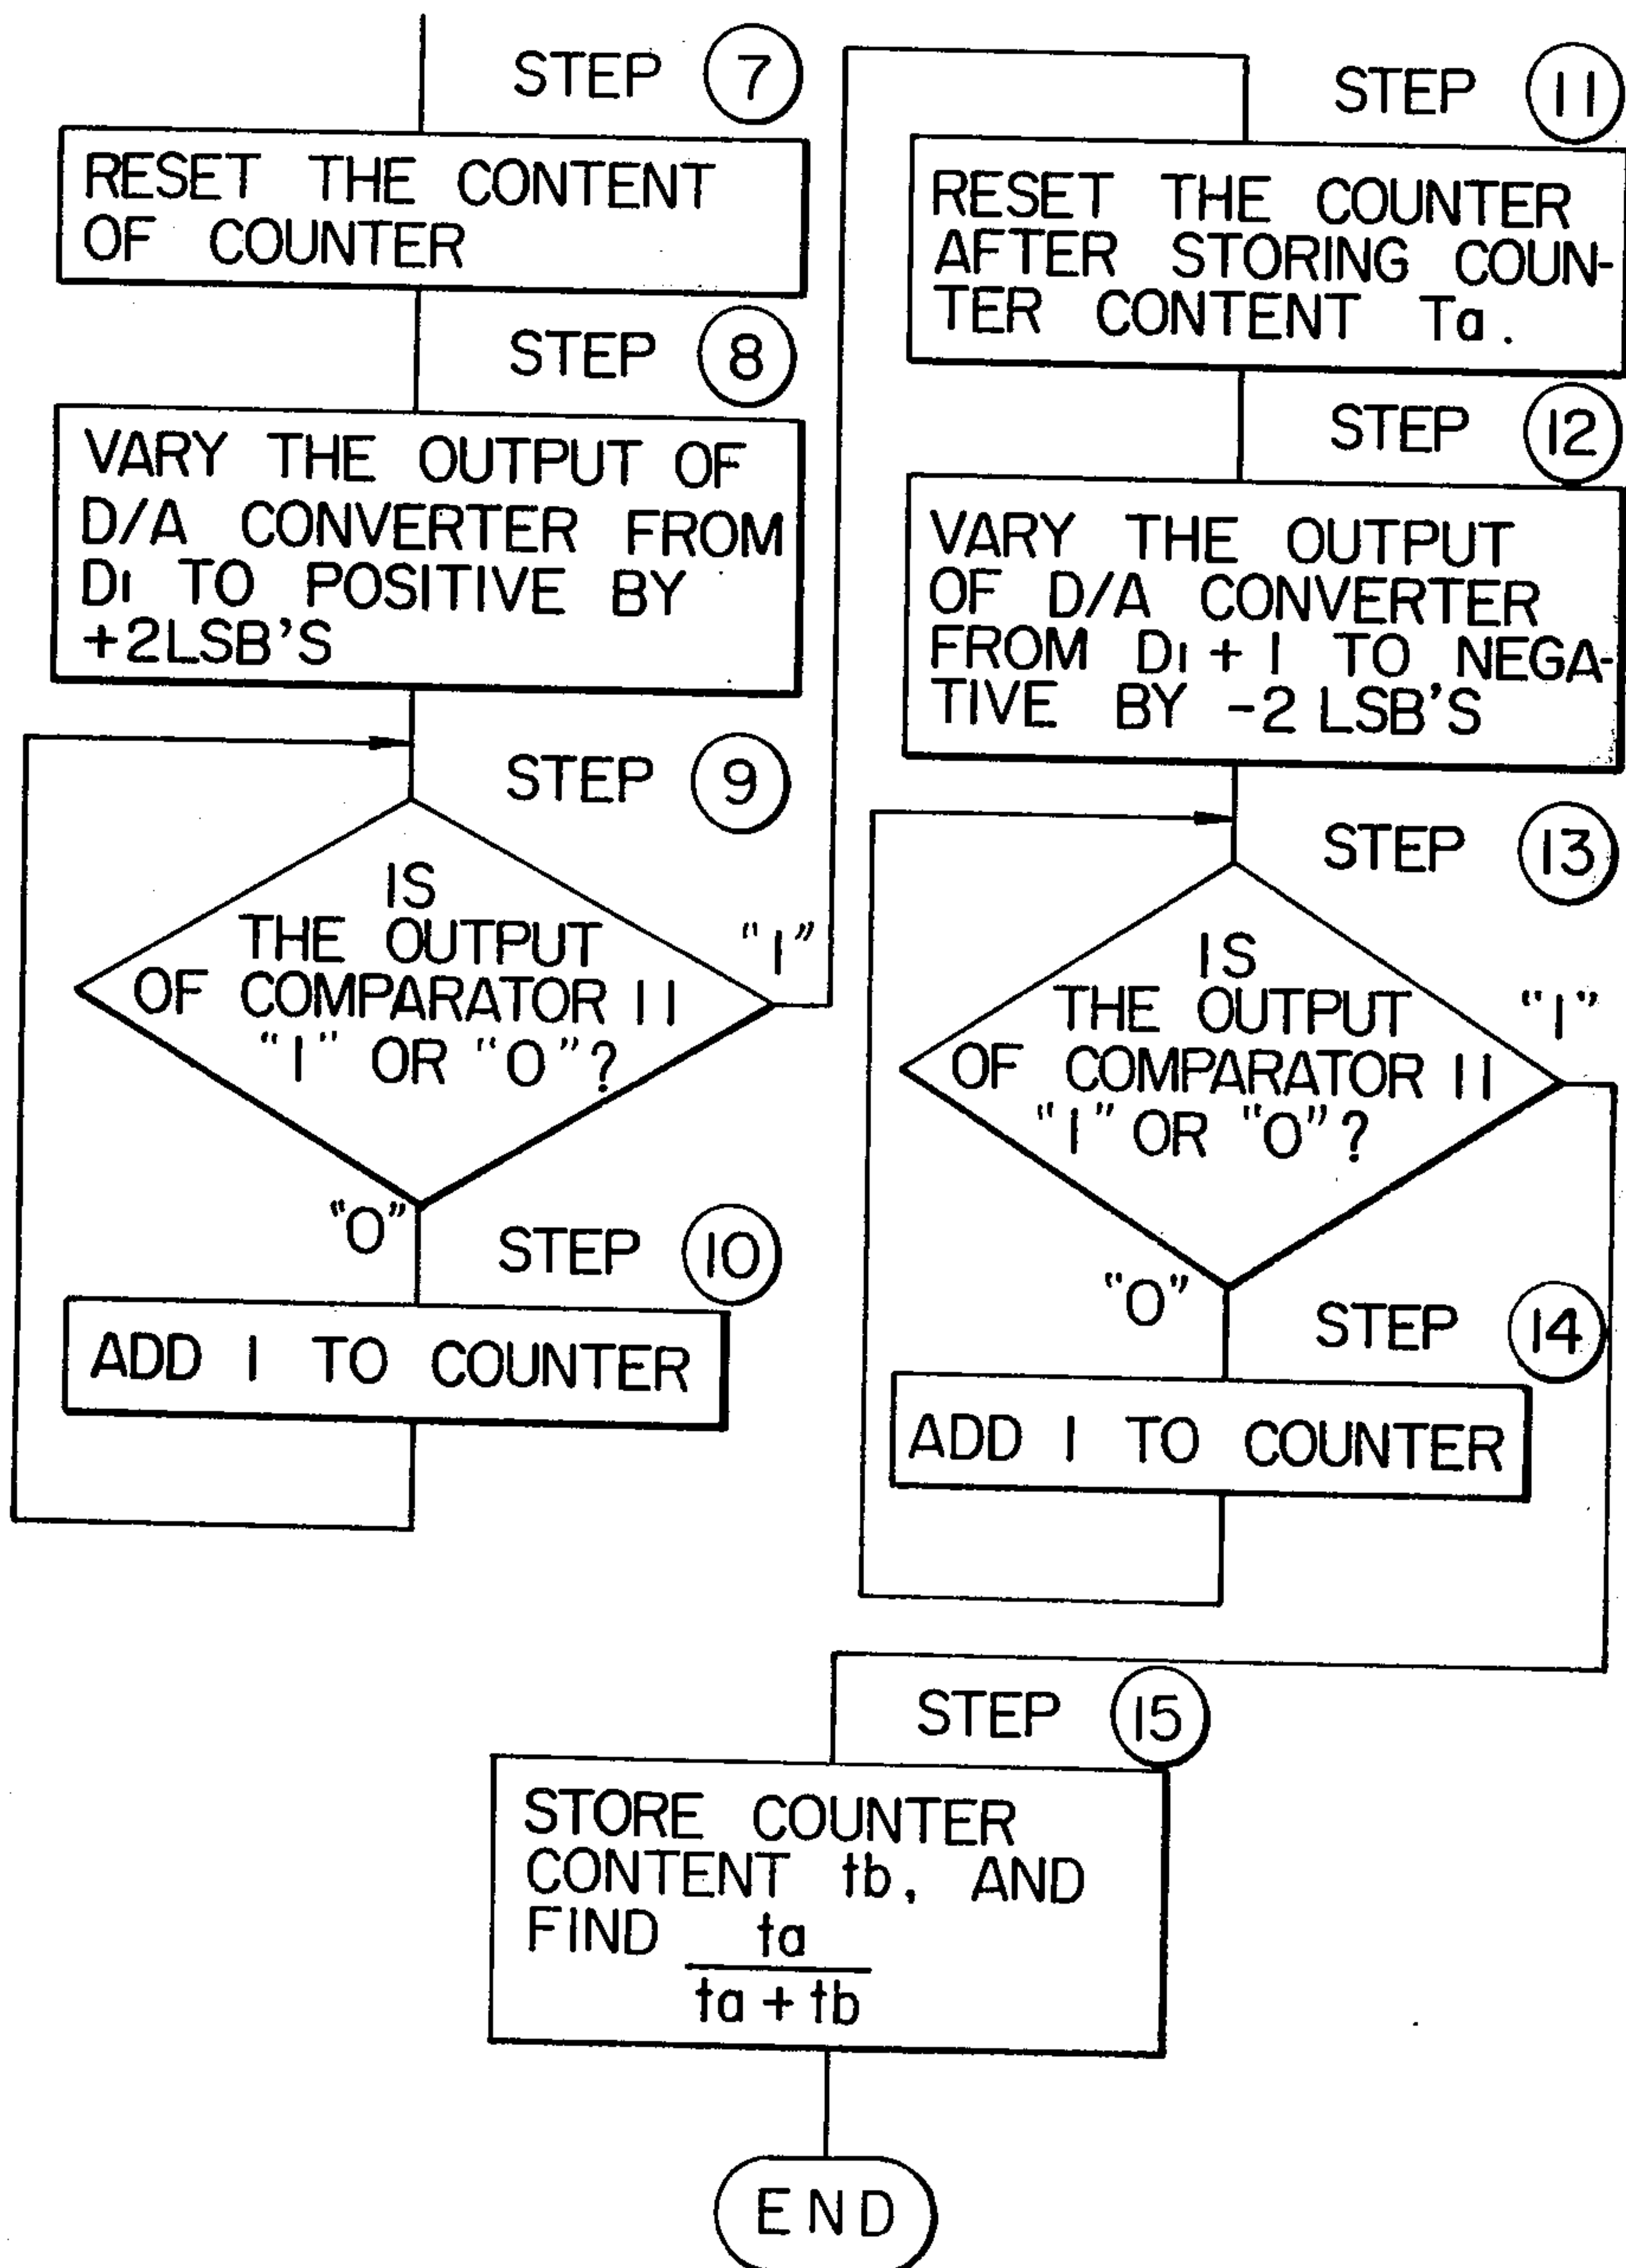 STEP 7
RESET THE CONTENT
OF COUNTER
STEP 8
VARY THE OUTPUT OF
D/A CONVERTER FROM
D1 TO POSITIVE BY
+2LSB'S
STEP 9
IS
THE OUTPUT
OF COMPARATOR 11
"1" OR "0"?
"1"
"0"
STEP 10
ADD 1 TO COUNTER
STEP 11
RESET THE COUNTER
AFTER STORING COUN-
TER CONTENT Ta.
STEP 12
VARY THE OUTPUT
OF D/A CONVERTER
FROM D1 + 1 TO NEGA-
TIVE BY -2 LSB'S
STEP 13
IS
THE OUTPUT
OF COMPARATOR 11
"1" OR "0"?
"1"
"0"
STEP 14
ADD 1 TO COUNTER
STEP 15
STORE COUNTER
CONTENT tb, AND
FIND ta
ta + tb
END